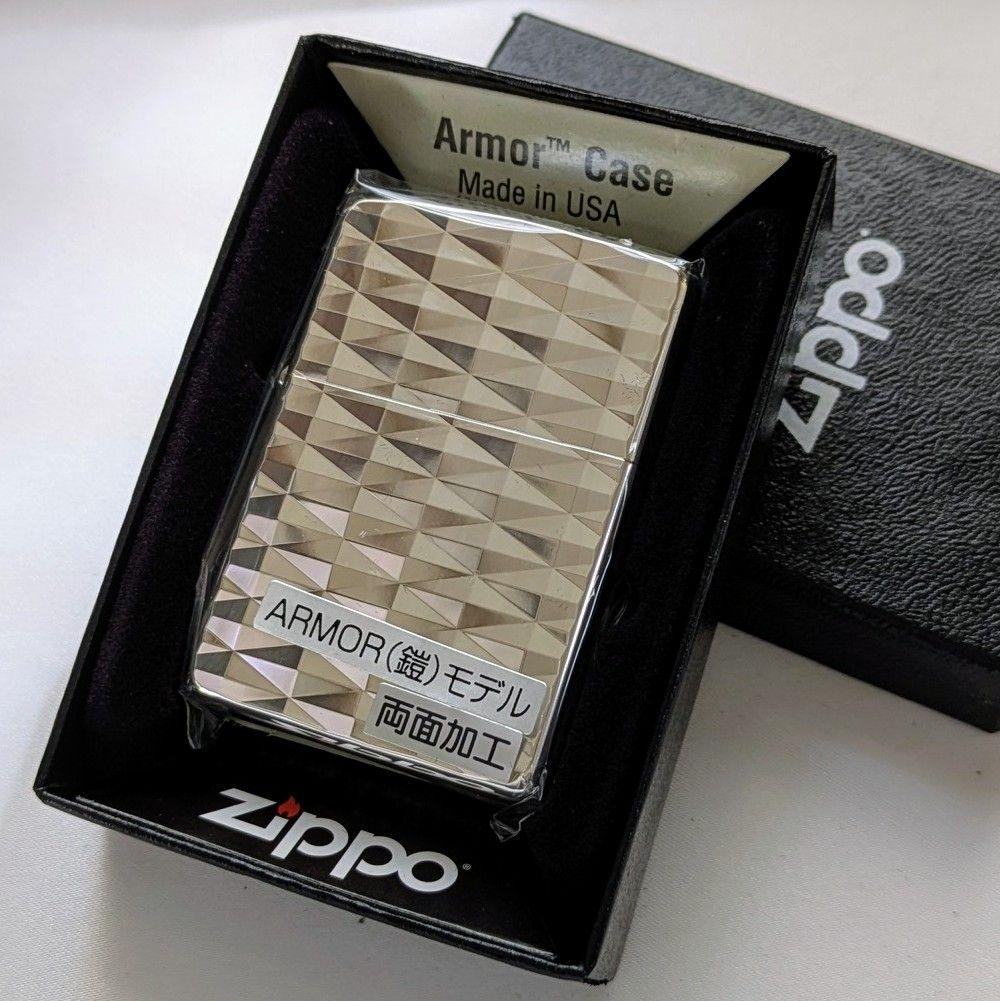 Armor™ Case
Made in USA
zippo
ARMOR(鎧)モデル
両面加工
zippo®